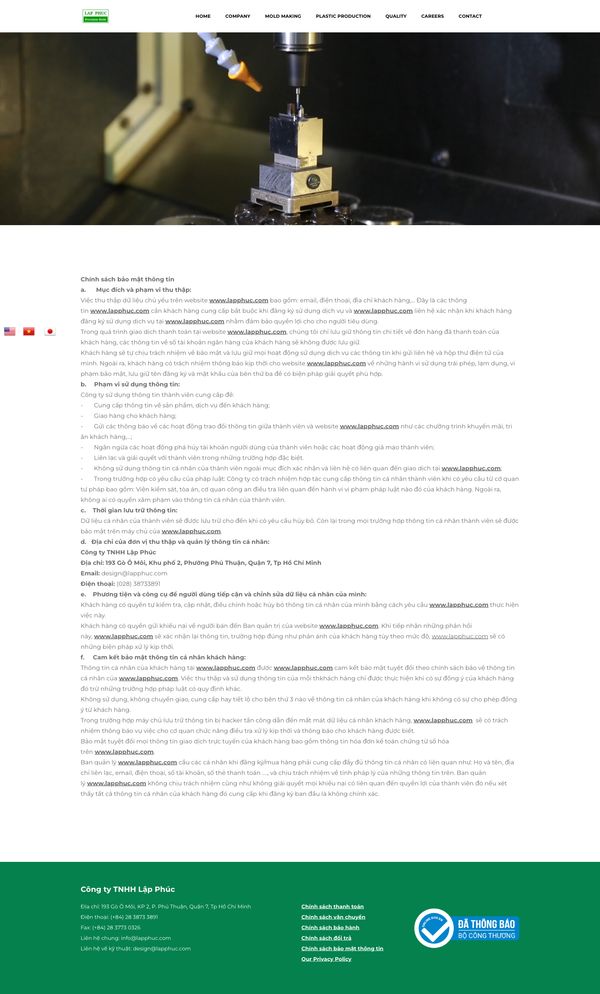 LAP PHUC
HOME COMPANY MOLD MAKING PLASTIC PRODUCTION QUALITY CAREERS CONTACT
Chính sách bảo mật thông tin
a. Mục đích và phạm vi thu thập:
Việc thu thập dữ liệu chủ yếu trên website www.lapphuc.com bao gồm: email, điện thoại, địa chỉ khách hàng,... Đây là các thông
tin www.lapphuc.com cần khách hàng cung cấp bắt buộc khi đăng ký sử dụng dịch vụ và www.lapphuc.com liên hệ xác nhận khi khách hàng
đăng ký sử dụng dịch vụ tại www.lapphuc.com nhằm đảm bảo quyền lợi cho cho người tiêu dùng.
Trong quá trình giao dịch thanh toán tại website www.lapphuc.com, chúng tôi chỉ lưu giữ thông tin chi tiết về đơn hàng đã thanh toán của
khách hàng, các thông tin về số tài khoản ngân hàng của khách hàng sẽ không được lưu giữ.
Khách hàng sẽ tự chịu trách nhiệm về bảo mật và lưu giữ mọi hoạt động sử dụng dịch vụ các thông tin khi gửi liên hệ và hộp thư điện tử của
mình. Ngoài ra, khách hàng có trách nhiệm thông báo kịp thời cho website www.lapphuc.com về những hành vi sử dụng trái phép, lạm dụng, vi
phạm bảo mật, lưu giữ tên đăng ký và mật khẩu của bên thứ ba để có biện pháp giải quyết phù hợp.
b. Phạm vi sử dụng thông tin:
Công ty sử dụng thông tin thành viên cung cấp để:
- Cung cấp thông tin về sản phẩm, dịch vụ đến khách hàng;
- Giao hàng cho khách hàng;
- Gửi các thông báo về các hoạt động trao đổi thông tin giữa thành viên và website www.lapphuc.com như các chương trình khuyến mãi, tri
ân khách hàng,...;
- Ngăn ngừa các hoạt động phá hủy tài khoản người dùng của thành viên hoặc các hoạt động giả mạo thành viên;
- Liên lạc và giải quyết với thành viên trong những trường hợp đặc biệt.
- Không sử dụng thông tin cá nhân của thành viên ngoài mục đích xác nhận và liên hệ có liên quan đến giao dịch tại www.lapphuc.com.
- Trong trường hợp có yêu cầu của pháp luật: Công ty có trách nhiệm hợp tác cung cấp thông tin cá nhân thành viên khi có yêu cầu từ cơ quan
tư pháp bao gồm: Viện kiểm sát, tòa án, cơ quan công an điều tra liên quan đến hành vi vi phạm pháp luật nào đó của khách hàng. Ngoài ra,
không ai có quyền xâm phạm vào thông tin cá nhân của thành viên.
c. Thời gian lưu trữ thông tin:
Dữ liệu cá nhân của thành viên sẽ được lưu trữ cho đến khi có yêu cầu hủy bỏ. Còn lại trong mọi trường hợp thông tin cá nhân thành viên sẽ được
bảo mật trên máy chủ của www.lapphuc.com.
d. Địa chỉ của đơn vị thu thập và quản lý thông tin cá nhân:
Công ty TNHH Lập Phúc
Địa chỉ: 193 Gò Ô Môi, Khu phố 2, Phường Phú Thuận, Quận 7, Tp Hồ Chí Minh
Email: design@lapphuc.com
Điện thoại: (028) 38733891
e. Phương tiện và công cụ để người dùng tiếp cận và chỉnh sửa dữ liệu cá nhân của mình:
Khách hàng có quyền tự kiểm tra, cập nhật, điều chỉnh hoặc hủy bỏ thông tin cá nhân của mình bằng cách yêu cầu www.lapphuc.com thực hiện
việc này.
Khách hàng có quyền gửi khiếu nại về người bán đến Ban quản trị của website www.lapphuc.com. Khi tiếp nhận những phản hồi
này, www.lapphuc.com sẽ xác nhận lại thông tin, trường hợp đúng như phản ánh của khách hàng tùy theo mức độ, www.lapphuc.com sẽ có
những biện pháp xử lý kịp thời.
f. Cam kết bảo mật thông tin cá nhân khách hàng:
Thông tin cá nhân của khách hàng tại www.lapphuc.com được www.lapphuc.com cam kết bảo mật tuyệt đối theo chính sách bảo vệ thông tin
cá nhân của www.lapphuc.com. Việc thu thập và sử dụng thông tin của mỗi thkhách hàng chỉ được thực hiện khi có sự đồng ý của khách hàng
đó trừ những trường hợp pháp luật có quy định khác.
Không sử dụng, không chuyển giao, cung cấp hay tiết lộ cho bên thứ 3 nào về thông tin cá nhân của khách hàng khi không có sự cho phép đồng
ý từ khách hàng.
Trong trường hợp máy chủ lưu trữ thông tin bị hacker tấn công dẫn đến mất mát dữ liệu cá nhân khách hàng, www.lapphuc.com sẽ có trách
nhiệm thông báo vụ việc cho cơ quan chức năng điều tra xử lý kịp thời và thông báo cho khách hàng được biết.
Bảo mật tuyệt đối mọi thông tin giao dịch trực tuyến của khách hàng bao gồm thông tin hóa đơn kế toán chứng từ số hóa
trên www.lapphuc.com.
Ban quản lý www.lapphuc.com cầu các cá nhân khi đăng ký/mua hàng phải cung cấp đầy đủ thông tin cá nhân có liên quan như: Họ và tên, địa
chỉ liên lạc, email, điện thoại, số tài khoản, số thẻ thanh toán ....., và chịu trách nhiệm về tính pháp lý của những thông tin trên. Ban quản
lý www.lapphuc.com không chịu trách nhiệm cũng như không giải quyết mọi khiếu nại có liên quan đến quyền lợi của thành viên đó nếu xét
thấy tất cả thông tin cá nhân của khách hàng đó cung cấp khi đăng ký ban đầu là không chính xác.
Công ty TNHH Lập Phúc
Địa chỉ: 193 Gò Ô Môi, KP 2, P. Phú Thuận, Quận 7, Tp Hồ Chí Minh
Điện thoại: (+84) 28 3873 3891
Fax: (+84) 28 3773 0326
Liên hệ chung: info@lapphuc.com
Liên hệ về kỹ thuật: design@lapphuc.com
Chính sách thanh toán
Chính sách vận chuyển
Chính sách bảo hành
Chính sách đổi trả
Chính sách bảo mật thông tin
Our Privacy Policy
ĐÃ THÔNG BÁO
BỘ CÔNG THƯƠNG